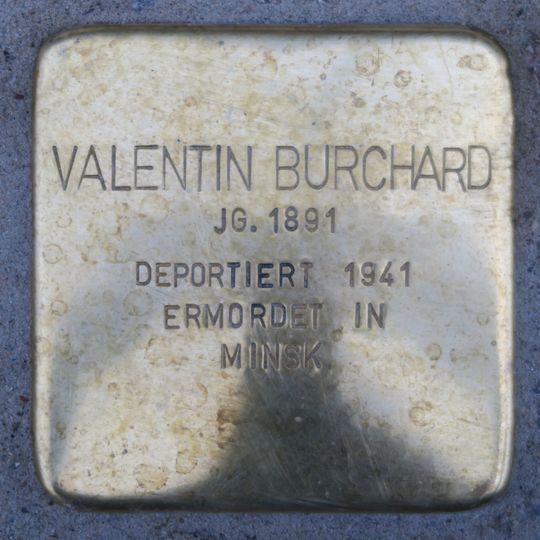 VALENTIN BURCHARD
JG. 1891
DEPORTIERT 1941
ERMORDET IN
MINSK